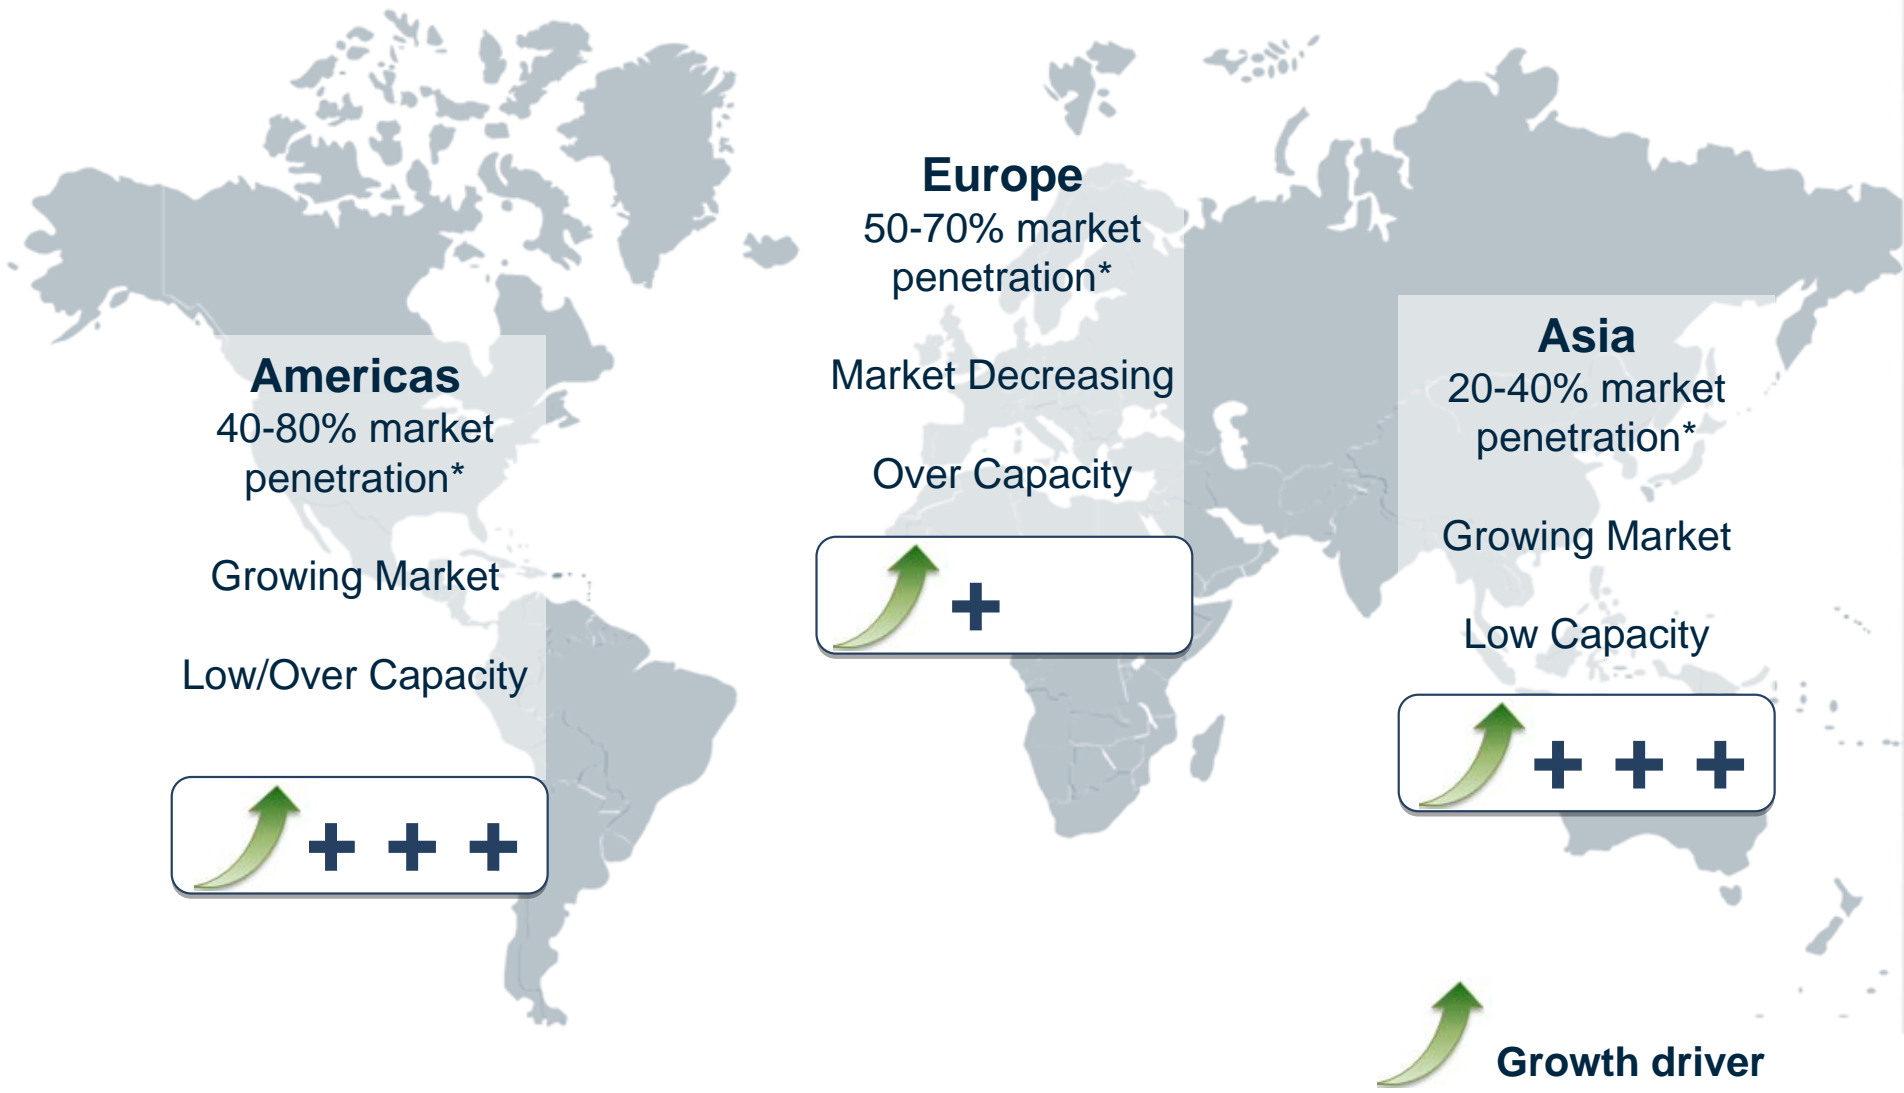 Americas
40-80% market
penetration*
Growing Market
Low/Over Capacity
+ + +
Europe
50-70% market
penetration*
Market Decreasing
Over Capacity
+
Asia
20-40% market
penetration*
Growing Market
Low Capacity
+ + +
Growth driver